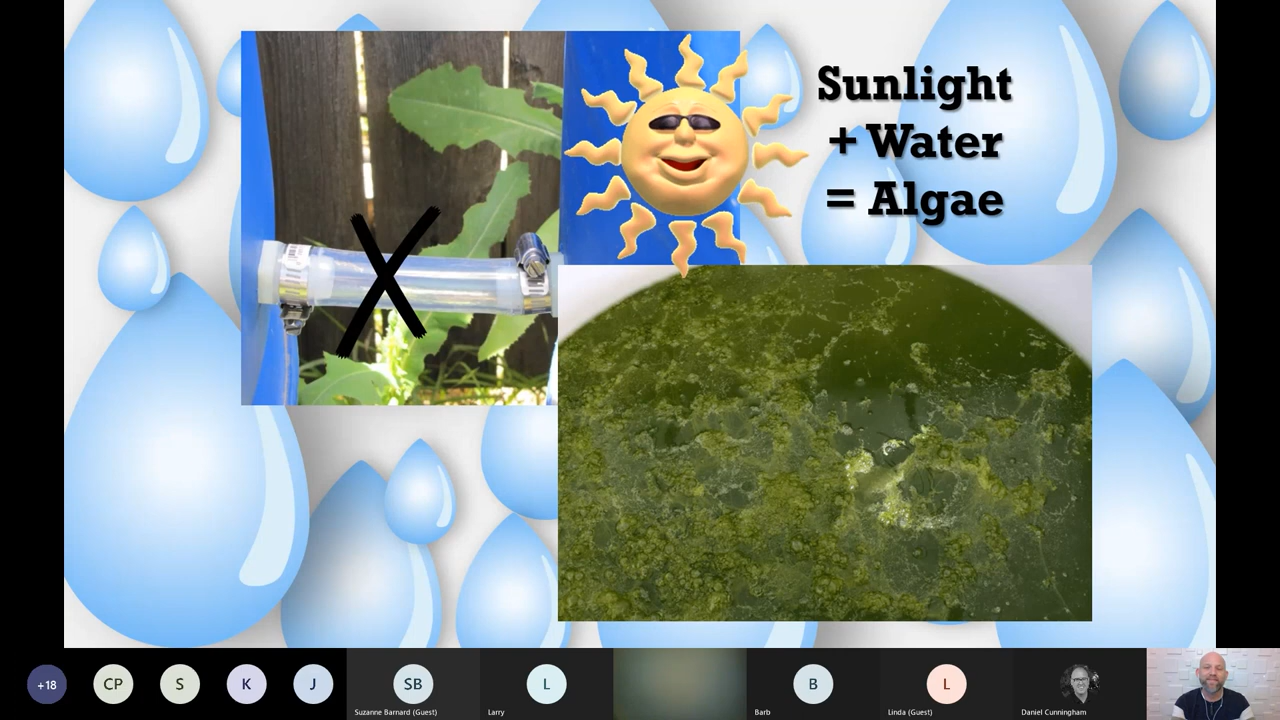 Sunlight
+ Water
= Algae
+18
CP
S
K
J
SB
L
B
L
Suzanne Barnard (Guest)
Larry
Barb
Linda (Guest)
Daniel Cunningham